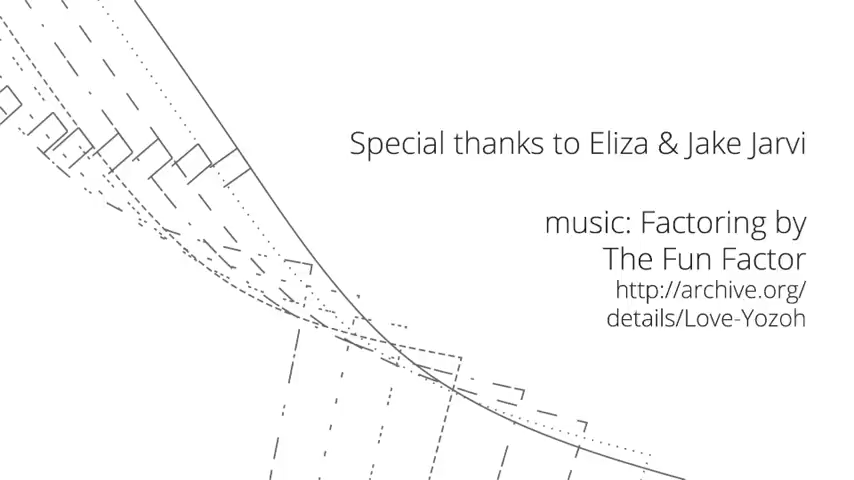 Special thanks to Eliza & Jake Jarvi
music: Factoring by
The Fun Factor
http://archive.org/
details/Love-Yozoh